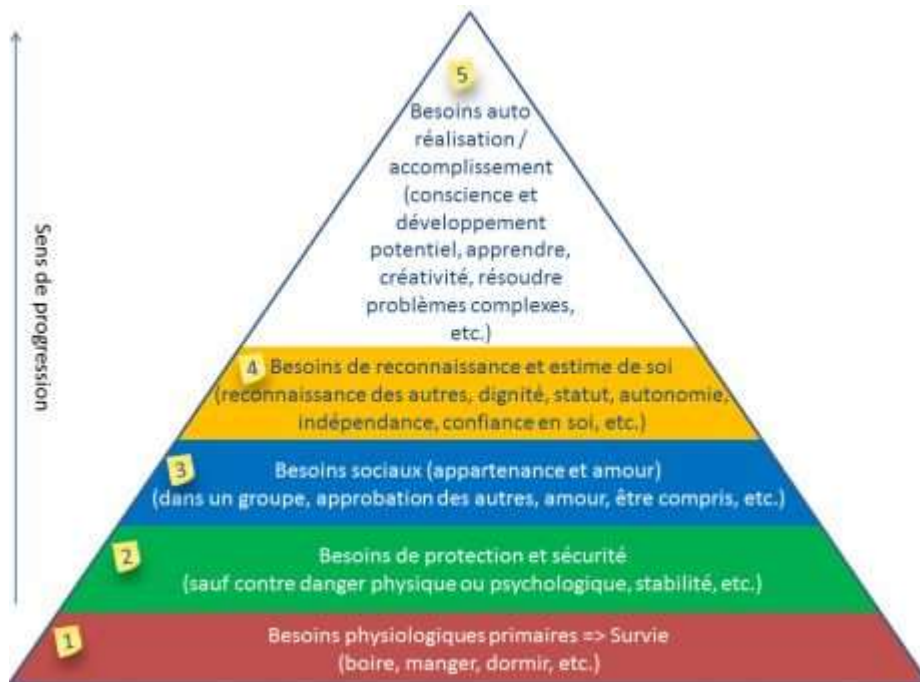 5
Besoins auto
réalisation /
accomplissement
(conscience et
développement
potentiel, apprendre,
créativité, résoudre
problèmes complexes,
etc.)
Sens de progression
4
Besoins de reconnaissance et estime de soi
(reconnaissance des autres, dignité, statut, autonomie,
indépendance, confiance en soi, etc.)
3
Besoins sociaux (appartenance et amour)
(dans un groupe, approbation des autres, amour, être compris, etc.)
2
Besoins de protection et sécurité
(sauf contre danger physique ou psychologique, stabilité, etc.)
1
Besoins physiologiques primaires => Survie
(boire, manger, dormir, etc.)